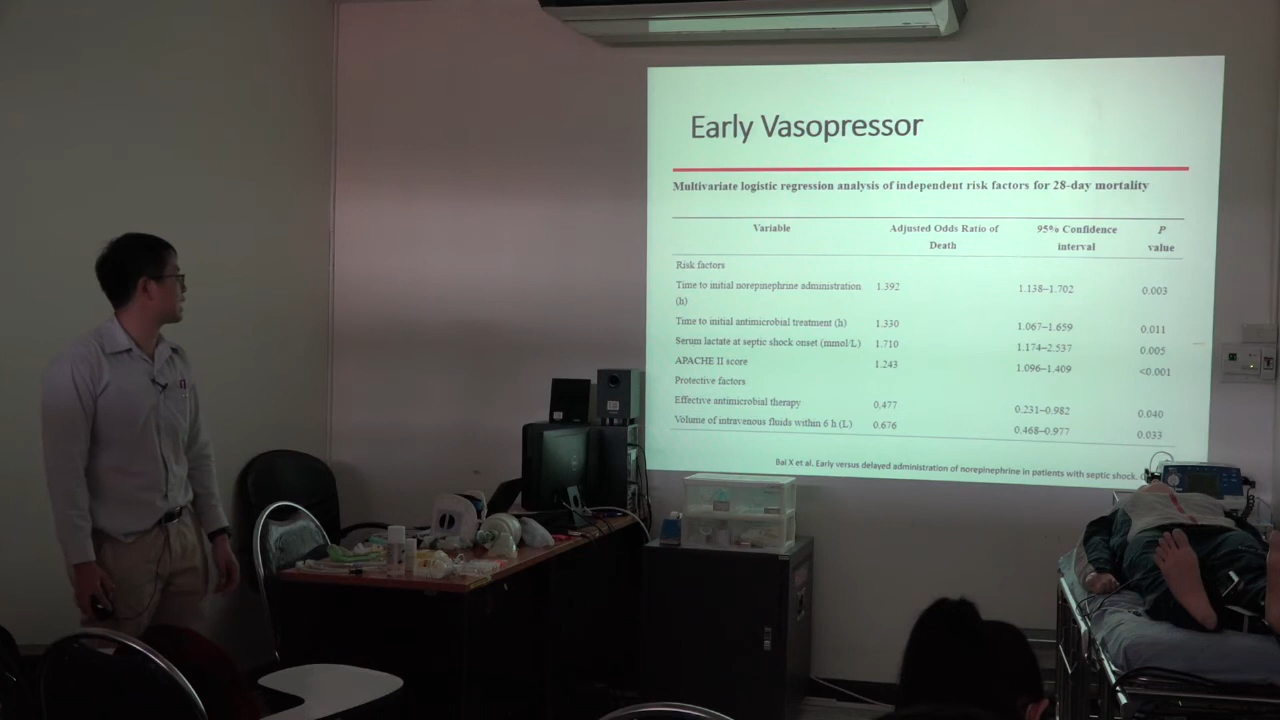 Early Vasopressor
Multivariate logistic regression analysis of independent risk factors for 28-day mortality
Variable Adjusted Odds Ratio of Death 95% Confidence interval P value
Risk factors
Time to initial norepinephrine administration (h) 1.392 1.138–1.702 0.003
Time to initial antimicrobial treatment (h) 1.330 1.067–1.659 0.011
Serum lactate at septic shock onset (mmol/L) 1.710 1.174–2.537 0.005
APACHE II score 1.243 1.096–1.409 <0.001
Protective factors
Effective antimicrobial therapy 0.477 0.231–0.982 0.040
Volume of intravenous fluids within 6 h (L) 0.676 0.468–0.977 0.033
Bai X et al. Early versus delayed administration of norepinephrine in patients with septic shock.